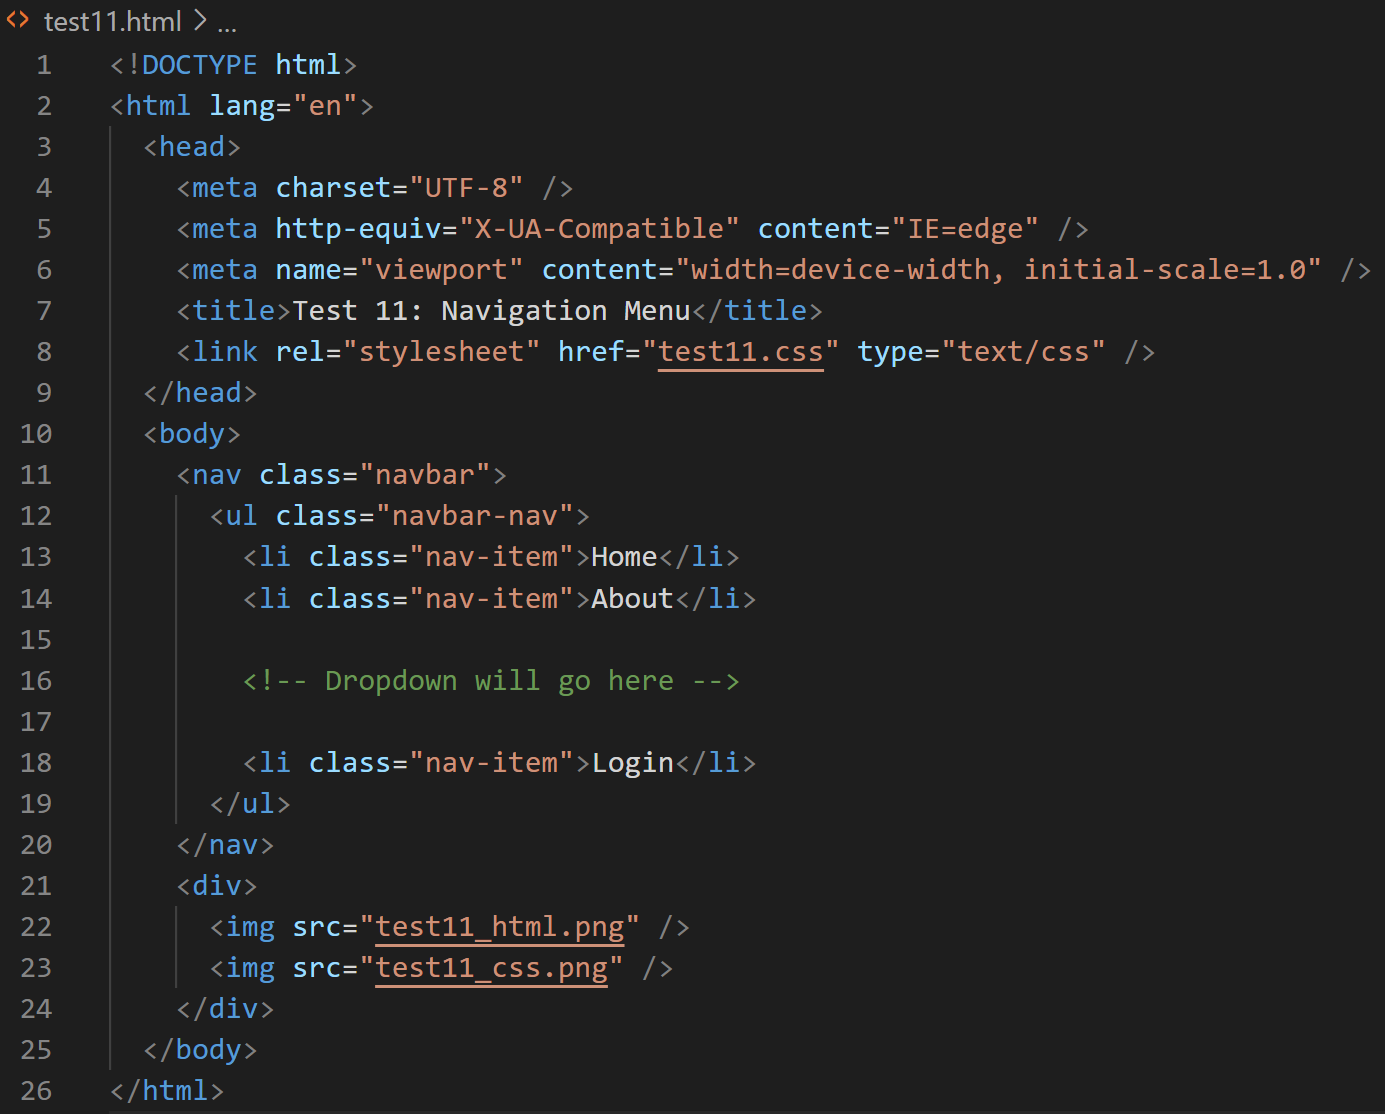 <> test11.html > ...
1 <!DOCTYPE html>
2 <html lang="en">
3 <head>
4 <meta charset="UTF-8" />
5 <meta http-equiv="X-UA-Compatible" content="IE=edge" />
6 <meta name="viewport" content="width=device-width, initial-scale=1.0" />
7 <title>Test 11: Navigation Menu</title>
8 <link rel="stylesheet" href="test11.css" type="text/css" />
9 </head>
10 <body>
11 <nav class="navbar">
12 <ul class="navbar-nav">
13 <li class="nav-item">Home</li>
14 <li class="nav-item">About</li>
15
16 <!-- Dropdown will go here -->
17
18 <li class="nav-item">Login</li>
19 </ul>
20 </nav>
21 <div>
22 <img src="test11_html.png" />
23 <img src="test11_css.png" />
24 </div>
25 </body>
26 </html>